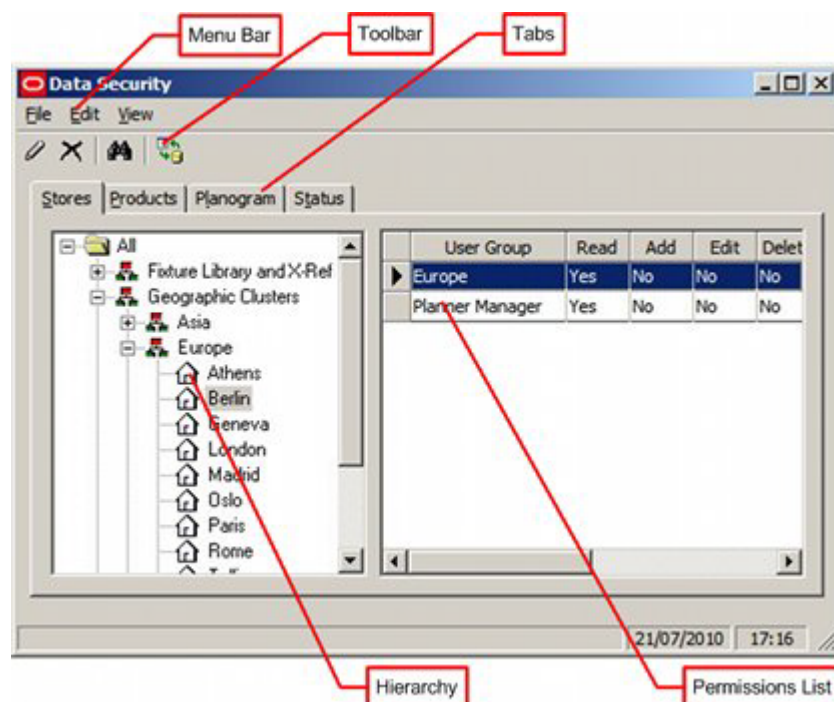 Menu Bar
Toolbar
Tabs
Data Security
File Edit View
Stores Products Planogram Status
All
Fixture Library and X-Ref
Geographic Clusters
Asia
Europe
Athens
Berlin
Geneva
London
Madrid
Oslo
Paris
Rome
User Group Read Add Edit Delet
Europe Yes No No No
Planner Manager Yes No No No
21/07/2010 17:16
Hierarchy
Permissions List